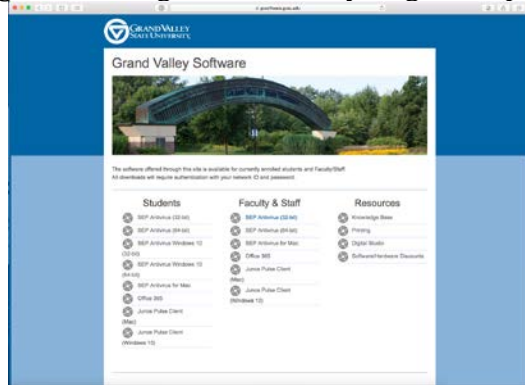 GRAND VALLEY
STATE UNIVERSITY
Grand Valley Software
The software offered through this site is available for currently enrolled students and Faculty/Staff.
All downloads will require authentication with your network ID and password.
Students
SEP Antivirus (32-bit)
SEP Antivirus (64-bit)
SEP Antivirus Windows 10
(32-bit)
SEP Antivirus Windows 10
(64-bit)
SEP Antivirus for Mac
Office 365
Junos Pulse Client
(Mac)
Junos Pulse Client
(Windows 10)
Faculty & Staff
SEP Antivirus (32-bit)
SEP Antivirus (64-bit)
SEP Antivirus for Mac
Office 365
Junos Pulse Client
(Mac)
Junos Pulse Client
(Windows 10)
Resources
Knowledge Base
Printing
Digital Studio
Software/Hardware Discounts